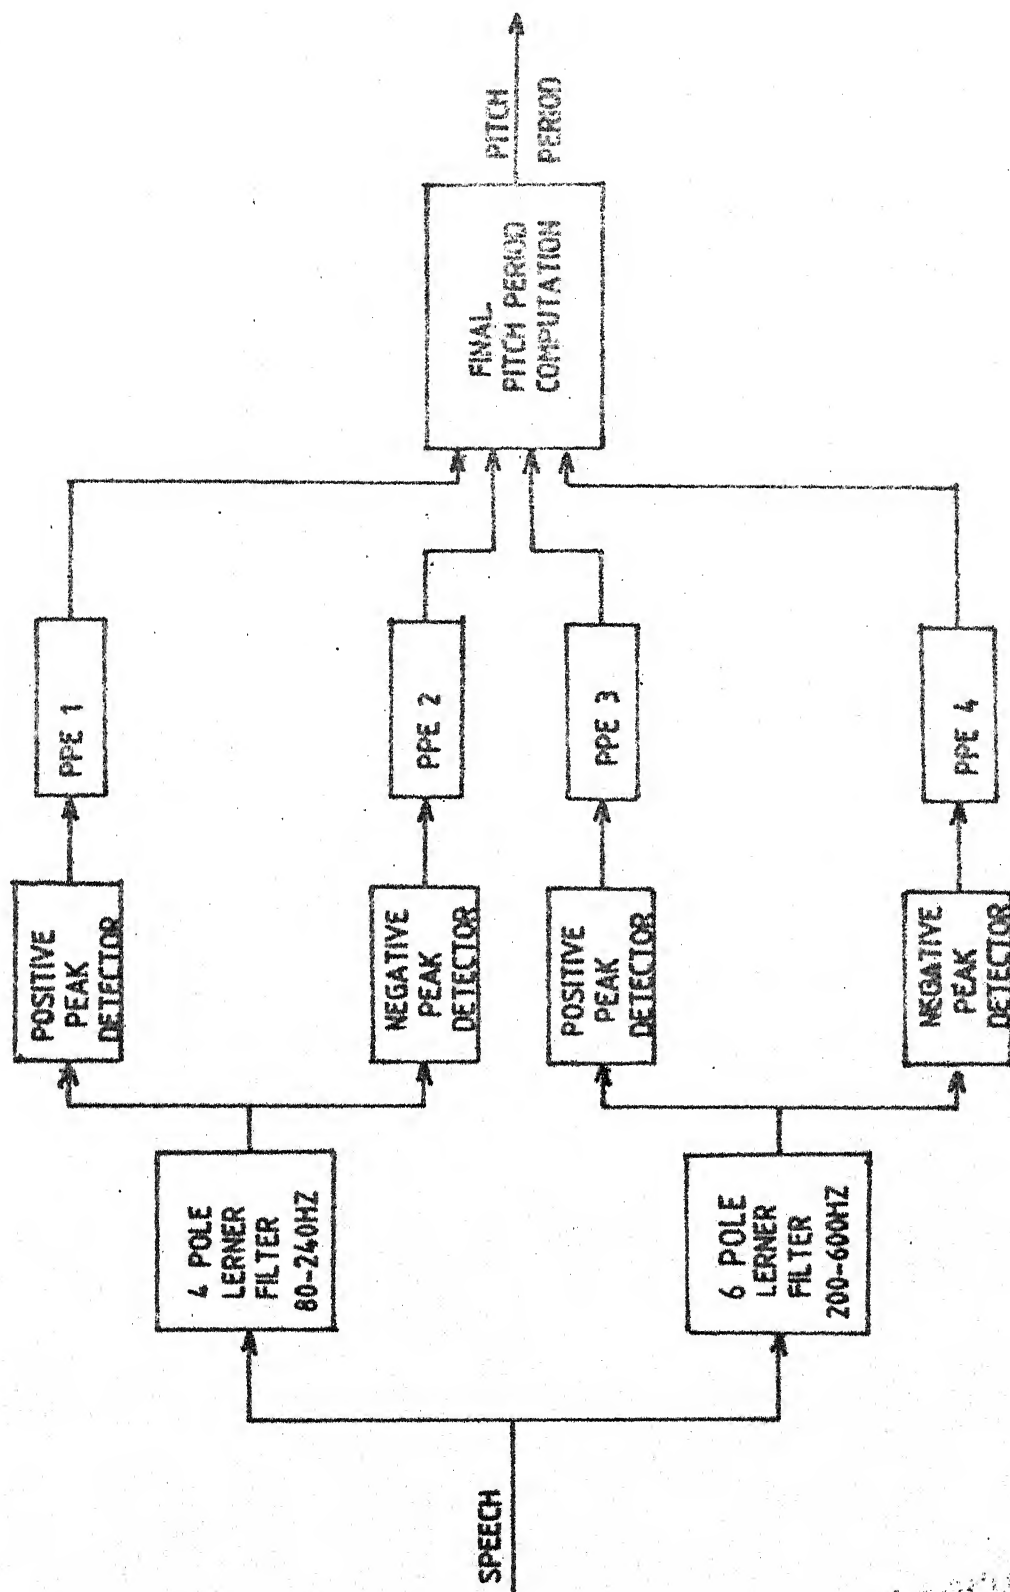 SPEECH
4 POLE
LERNER
FILTER
80-240HZ
6 POLE
LERNER
FILTER
200-600HZ
POSITIVE
PEAK
DETECTOR
NEGATIVE
PEAK
DETECTOR
POSITIVE
PEAK
DETECTOR
NEGATIVE
PEAK
DETECTOR
PPE 1
PPE 2
PPE 3
PPE 4
FINAL
PITCH PERIOD
COMPUTATION
PITCH
PERIOD